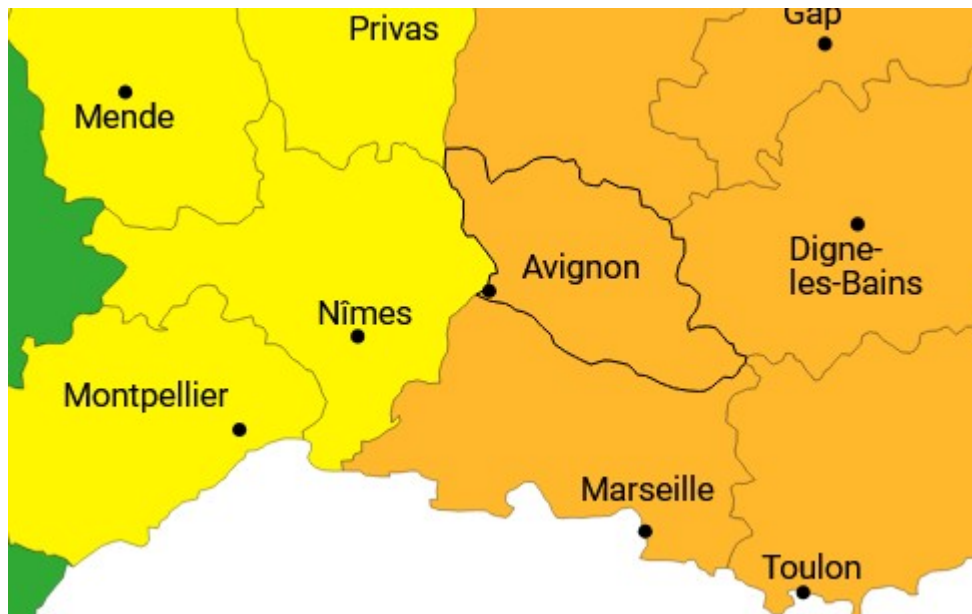 Gap
Privas
Mende
Avignon
Digne-
les-Bains
Nîmes
Montpellier
Marseille
Toulon